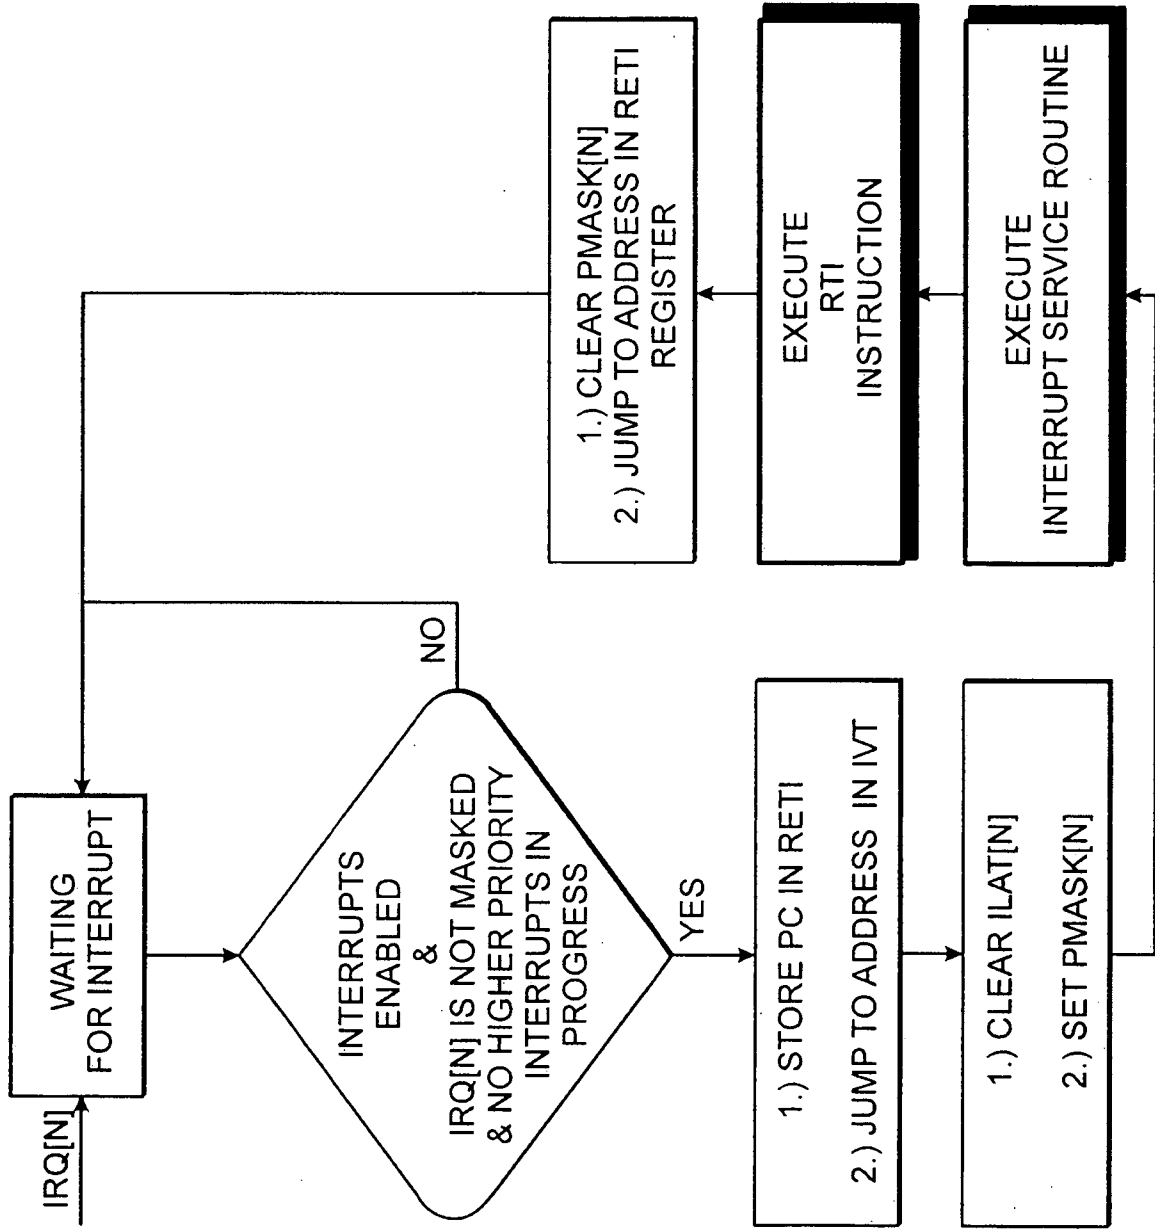 IRQ[N]
WAITING
FOR INTERRUPT
INTERRUPTS
ENABLED
&
IRQ[N] IS NOT MASKED
& NO HIGHER PRIORITY
INTERRUPTS IN
PROGRESS
NO
YES
1.) STORE PC IN RETI
2.) JUMP TO ADDRESS IN IVT
1.) CLEAR ILAT[N]
2.) SET PMASK[N]
EXECUTE
INTERRUPT SERVICE ROUTINE
EXECUTE
RTI
INSTRUCTION
1.) CLEAR PMASK[N]
2.) JUMP TO ADDRESS IN RETI
REGISTER